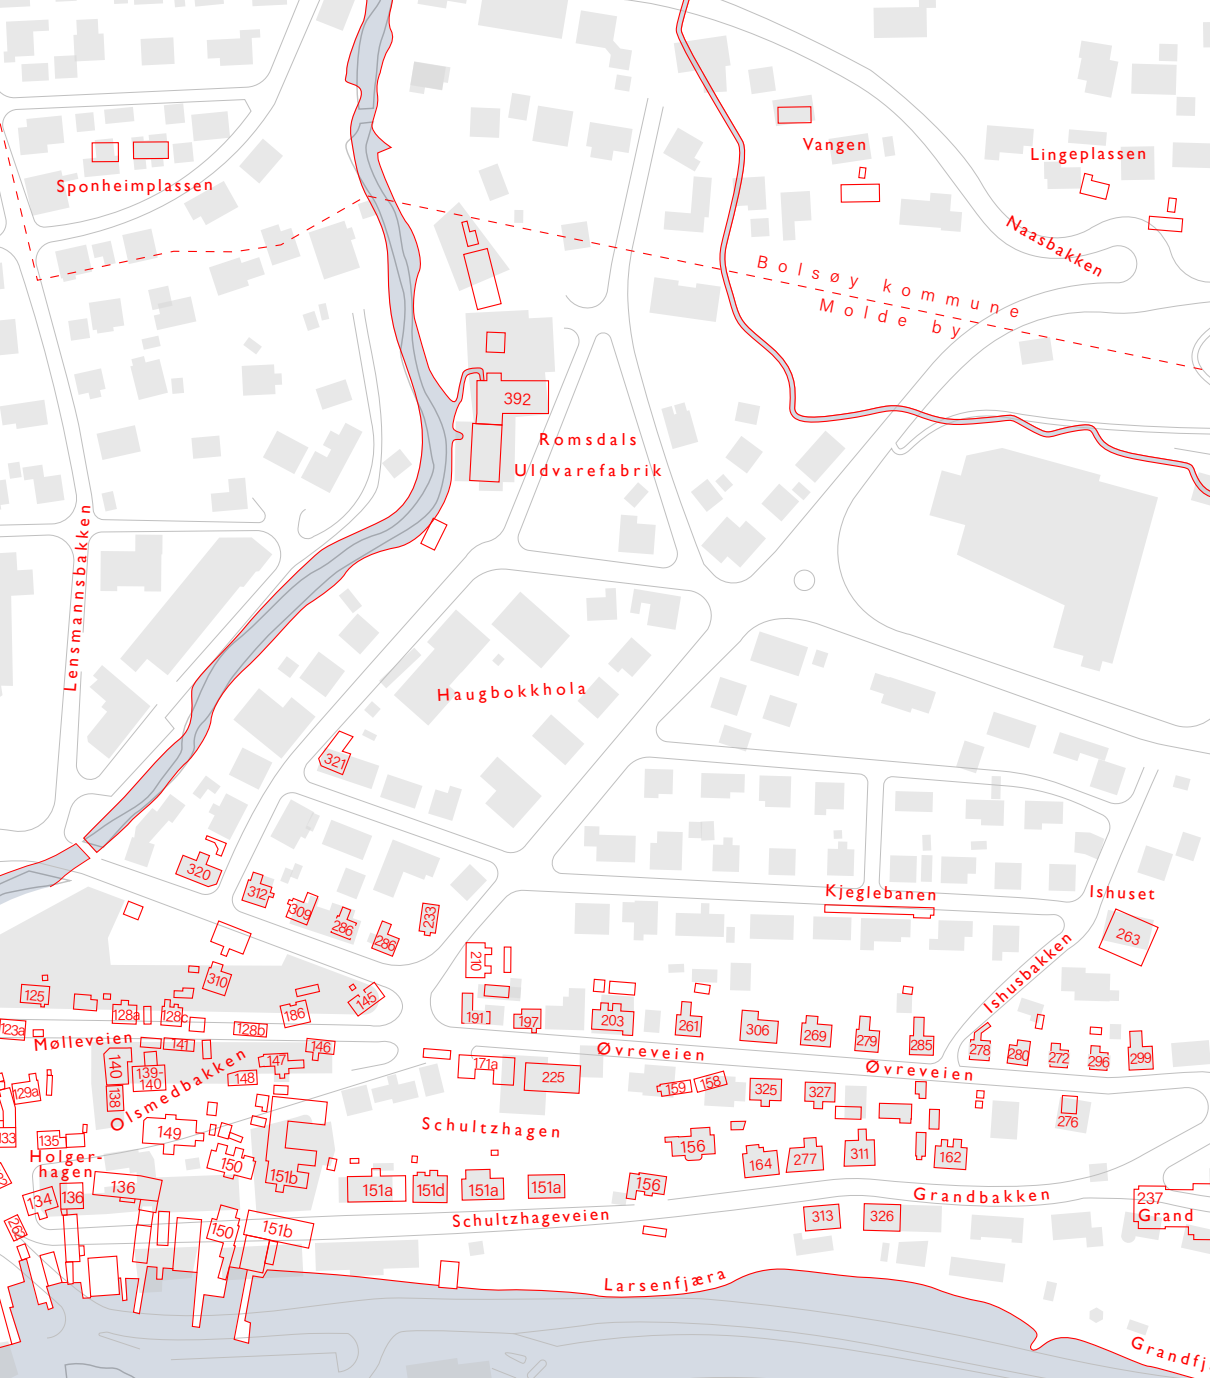 Vangen
Lingeplassen
Sponheimplassen
Naasbakken
Bolsøy kommune
Molde by
392
Romsdals
Uldvarefabrik
Lensmannsbakken
Haugbokkhola
321
320
312
309
286
286
233
Kjeglebanen
Ishuset
263
Ishusbakken
210
310
125
128a
128c
186
145
191
197
203
261
306
269
279
285
123a
Mølleveien
141
128b
146
Øvreveien
278
280
272
296
299
140
139-
140
147
148
171a
225
Øvreveien
129a
138
Olsmedbakken
159
158
325
327
276
133
135
149
Schultzhagen
156
164
277
311
162
Holger-
hagen
150
151b
134
136
136
151a
151d
151a
151a
156
Grandbakken
237
Grand
263
150
151b
Schultzhageveien
313
326
Larsenfjæra